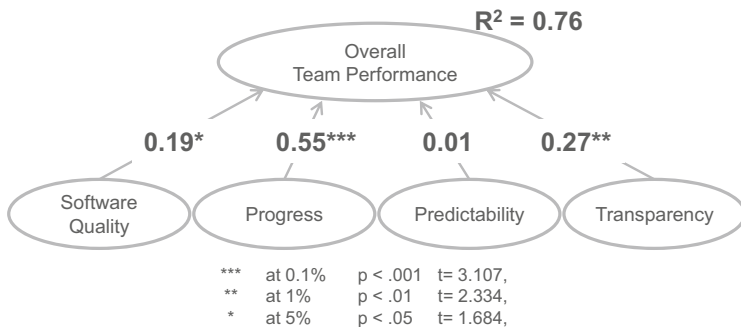 R² = 0.76
Overall
Team Performance
0.19*
0.55***
0.01
0.27**
Software
Quality
Progress
Predictability
Transparency
*** at 0.1% p < .001 t= 3.107,
** at 1% p < .01 t= 2.334,
* at 5% p < .05 t= 1.684,